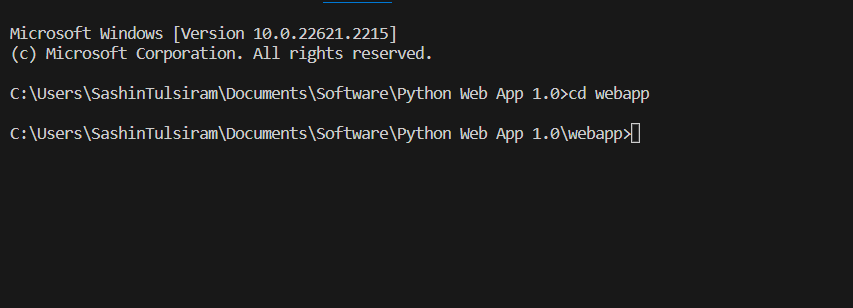 Microsoft Windows [Version 10.0.22621.2215]
(c) Microsoft Corporation. All rights reserved.
C:\Users\SashinTulsiram\Documents\Software\Python Web App 1.0>cd webapp
C:\Users\SashinTulsiram\Documents\Software\Python Web App 1.0\webapp>